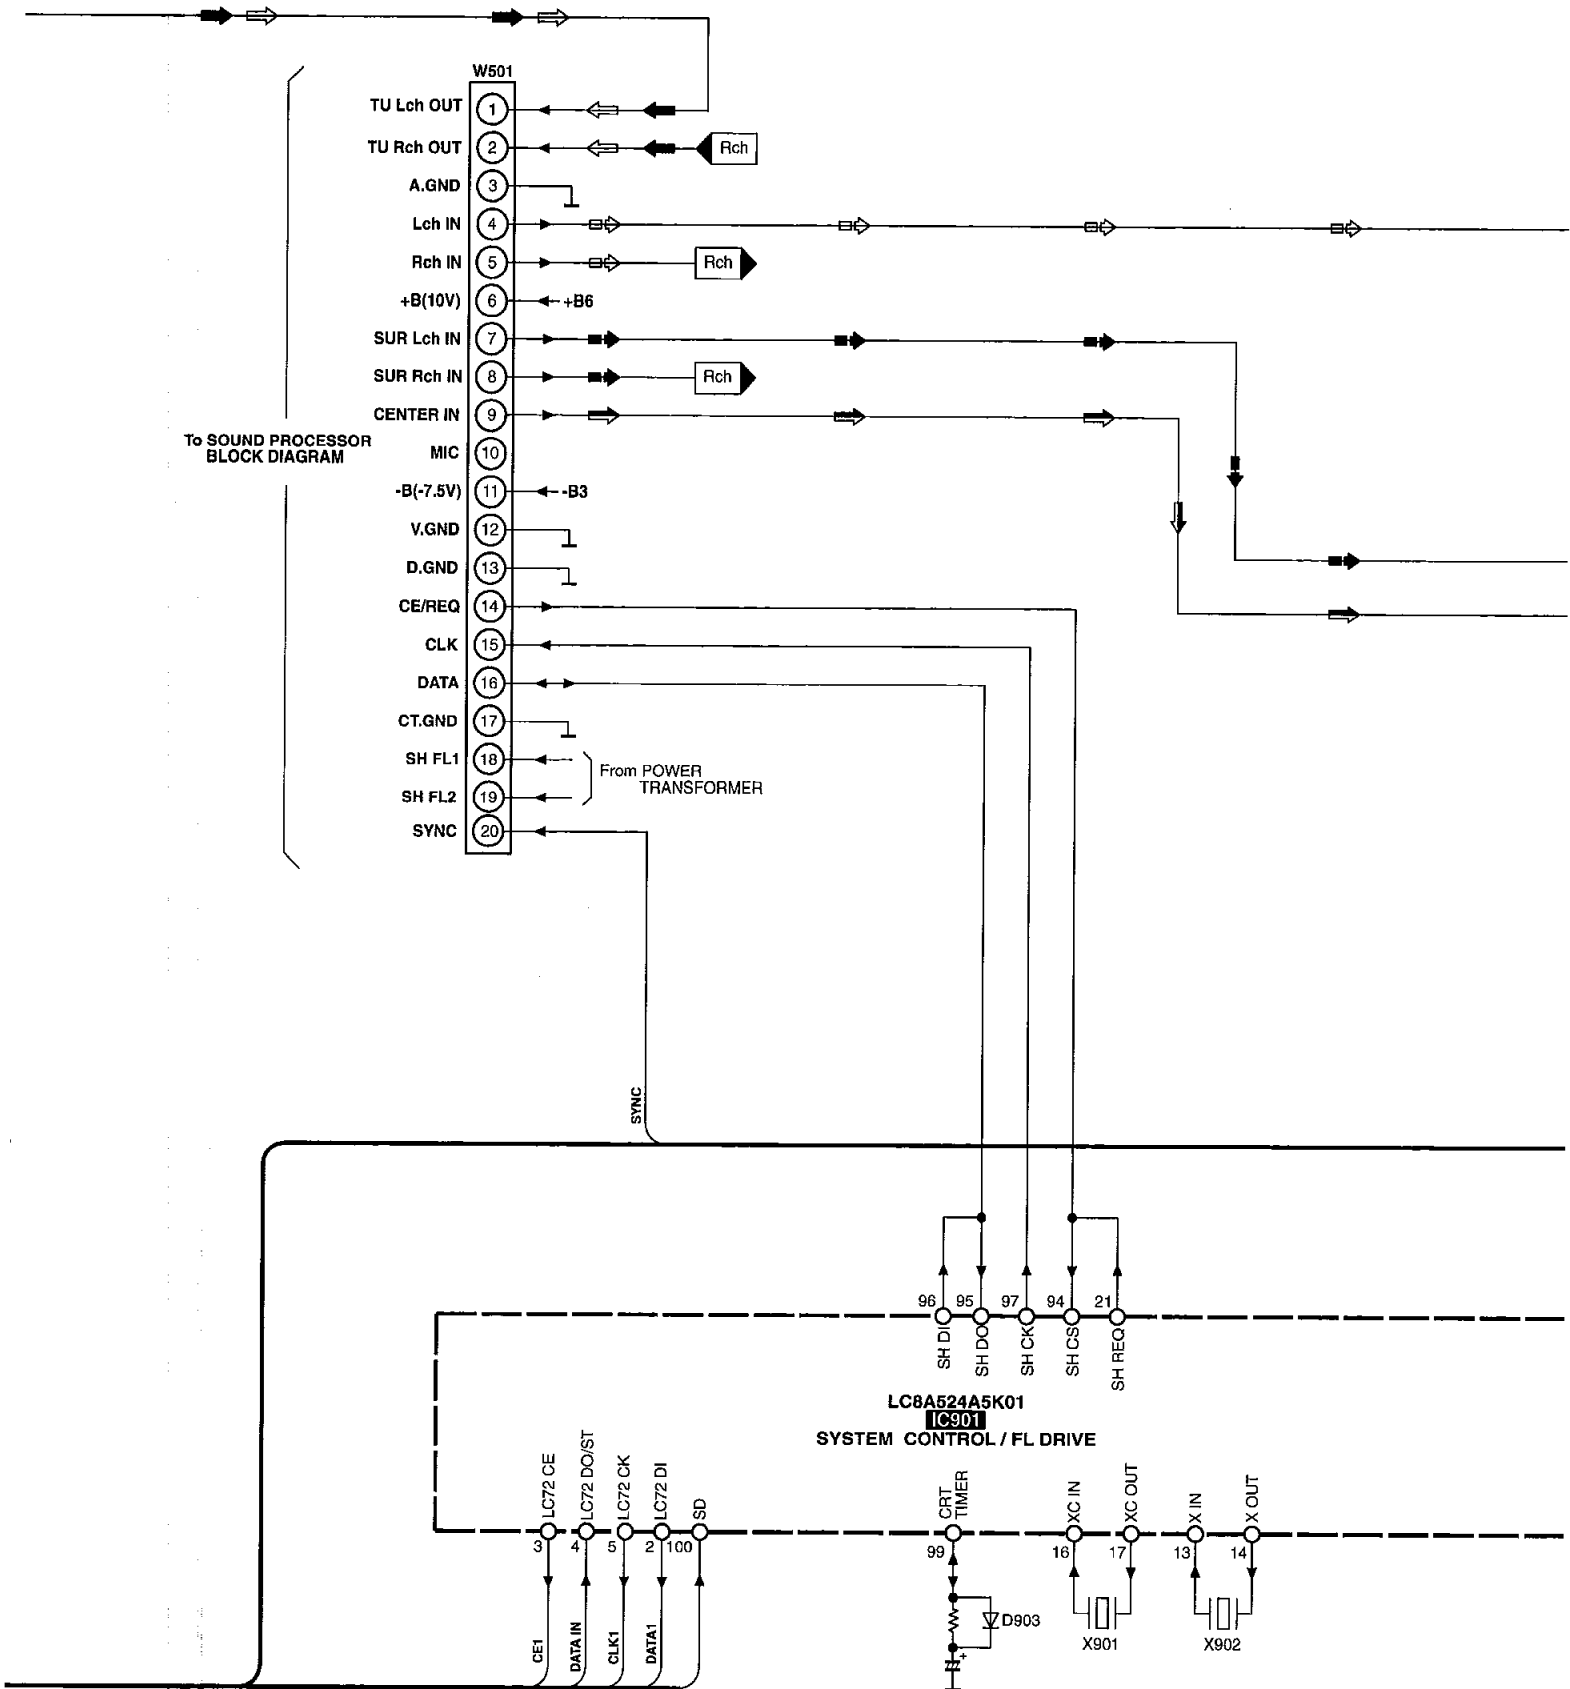 W501
TU Lch OUT 1
TU Rch OUT 2 Rch
A.GND 3
Lch IN 4
Rch IN 5 Rch
+B(10V) 6 +B6
SUR Lch IN 7
SUR Rch IN 8 Rch
CENTER IN 9
To SOUND PROCESSOR
BLOCK DIAGRAM
MIC 10
-B(-7.5V) 11 -B3
V.GND 12
D.GND 13
CE/REQ 14
CLK 15
DATA 16
CT.GND 17
SH FL1 18
From POWER
TRANSFORMER
SH FL2 19
SYNC 20
SYNC
96 95 97 94 21
SH DI
SH DO
SH CK
SH CS
SH REQ
LC8A524A5K01
IC901
SYSTEM CONTROL / FL DRIVE
LC72 CE
LC72 DO/ST
LC72 CK
LC72 DI
SD
CRT
TIMER
XC IN
XC OUT
X IN
X OUT
3 4 5 2 100 99 16 17 13 14
CE1
DATA IN
CLK1
DATA1
D903
+
X901
X902